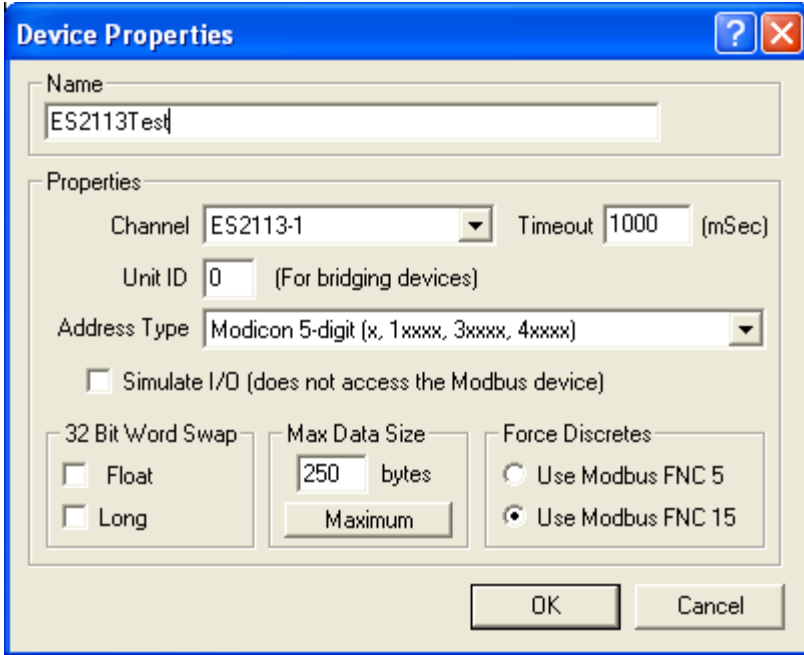 Device Properties
Name
ES2113Test
Properties
Channel ES2113-1 Timeout 1000 (mSec)
Unit ID 0 (For bridging devices)
Address Type Modicon 5-digit (x, 1xxxx, 3xxxx, 4xxxx)
Simulate I/O (does not access the Modbus device)
32 Bit Word Swap Max Data Size Force Discretes
Float 250 bytes Use Modbus FNC 5
Long Maximum Use Modbus FNC 15
OK Cancel